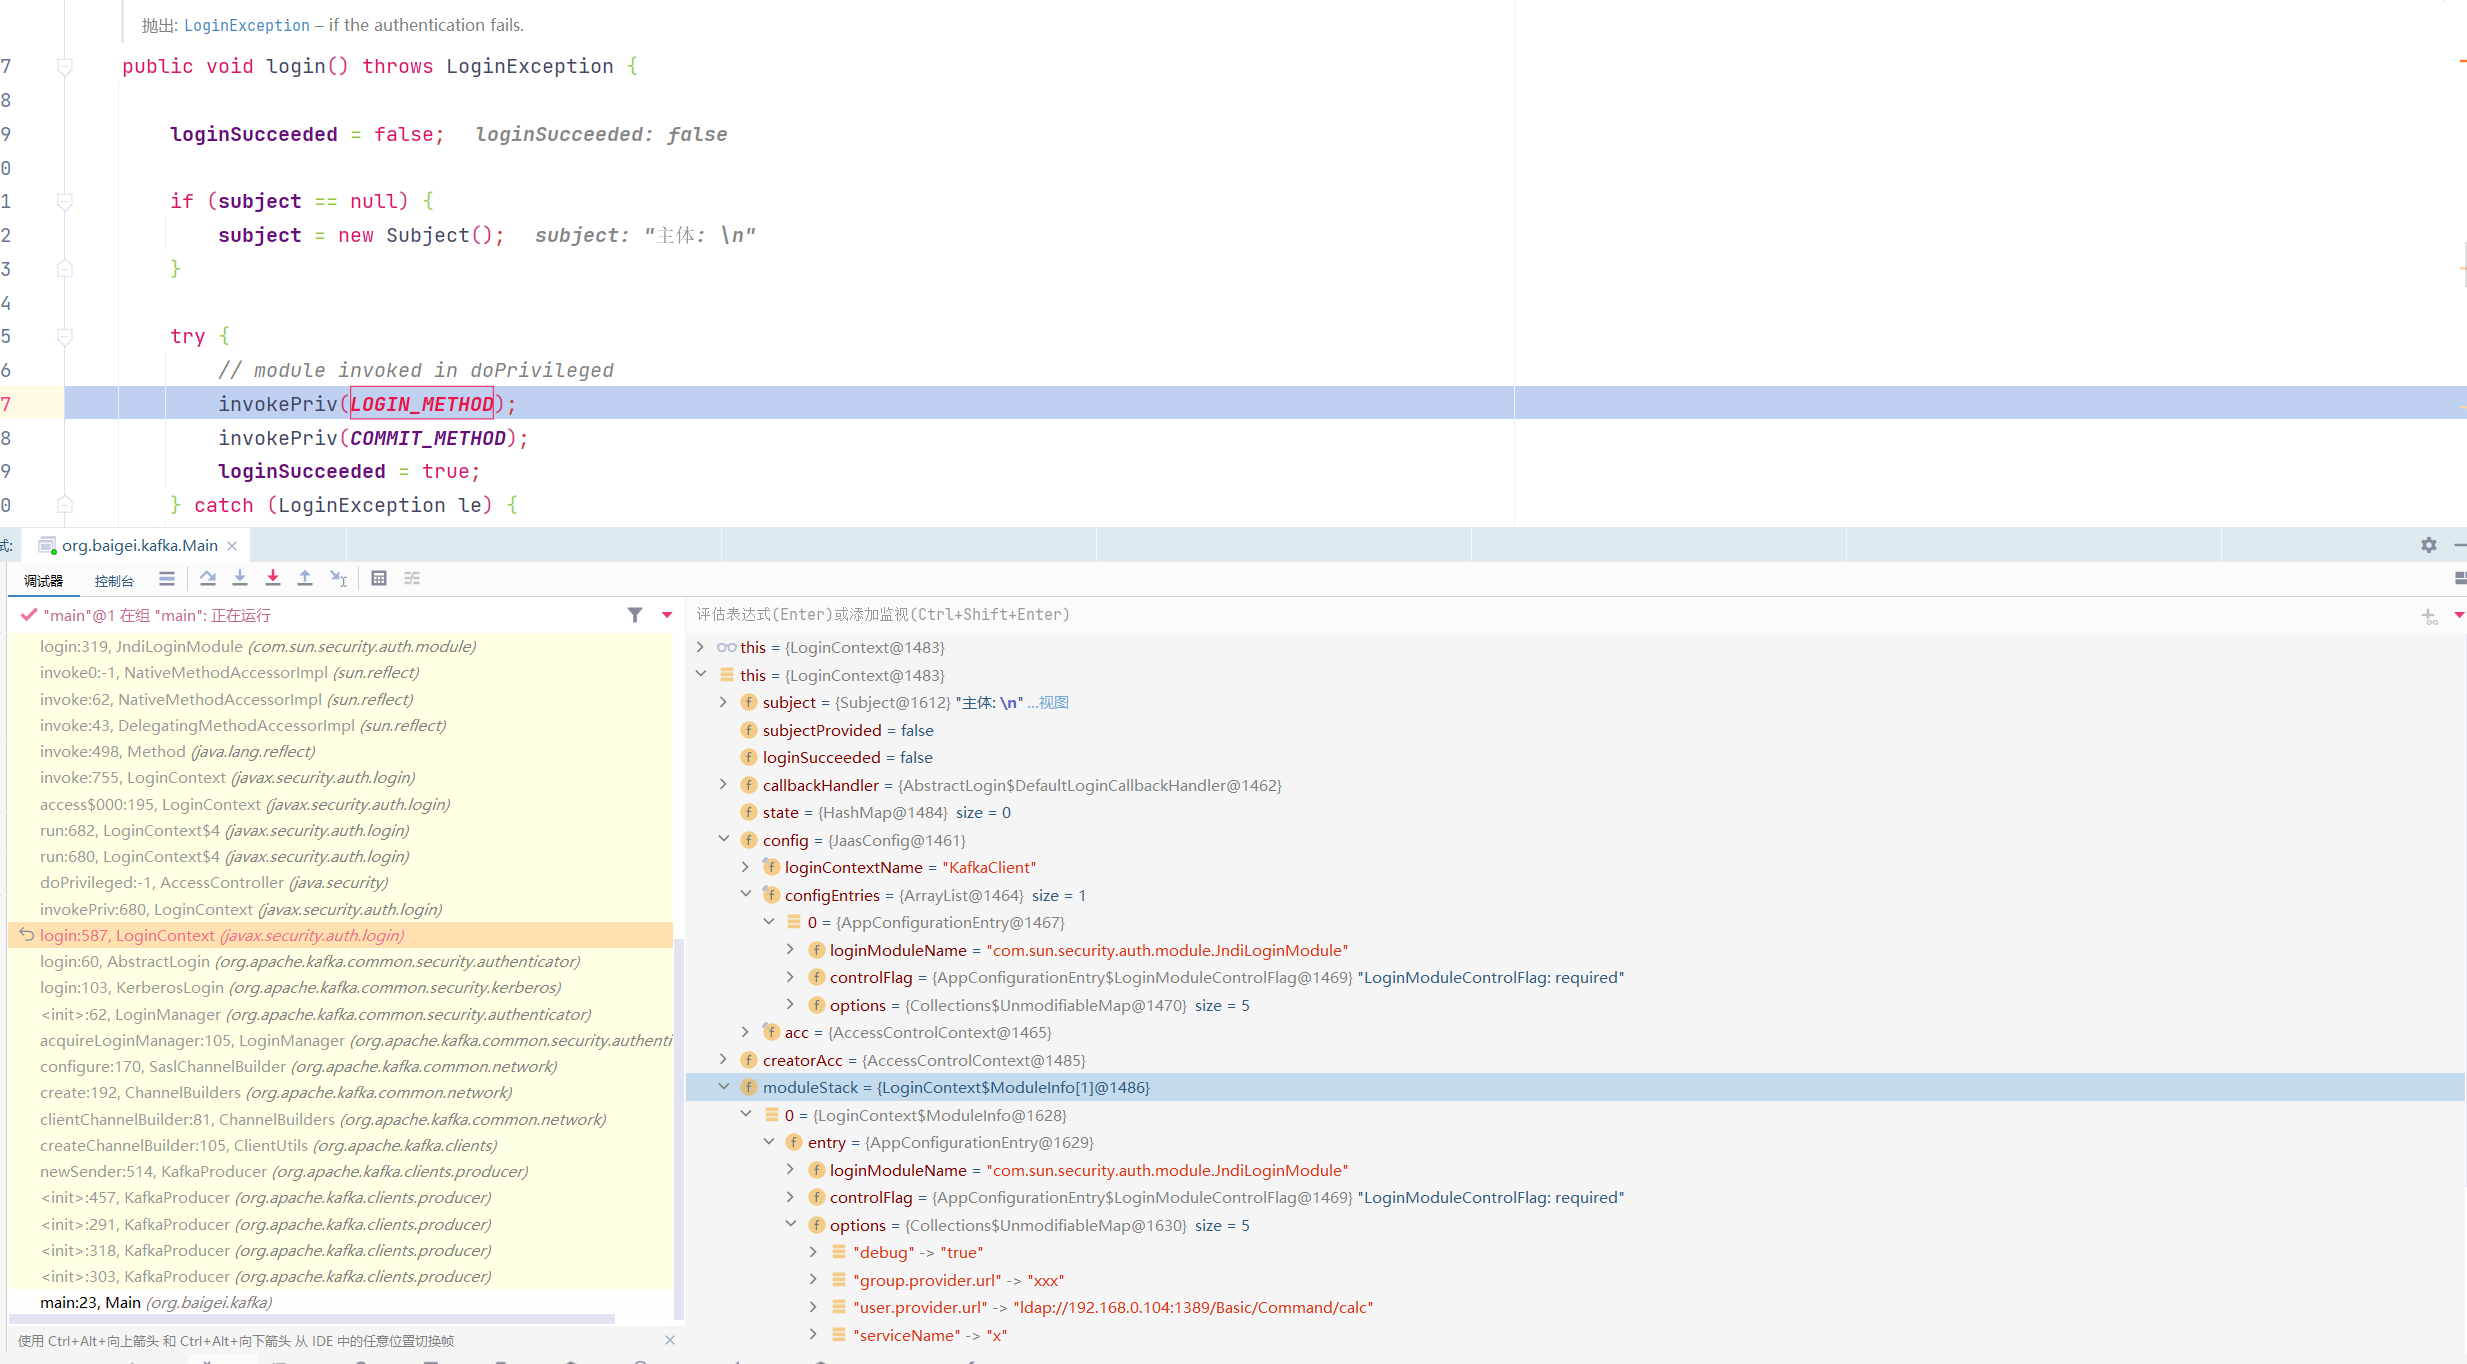 抛出: LoginException – if the authentication fails.
7 public void login() throws LoginException {
8
9 loginSucceeded = false; loginSucceeded: false
0
1 if (subject == null) {
2 subject = new Subject(); subject: "主体: \n"
3 }
4
5 try {
6 // module invoked in doPrivileged
7 invokePriv(LOGIN_METHOD);
8 invokePriv(COMMIT_METHOD);
9 loginSucceeded = true;
0 } catch (LoginException le) {
试: org.baigei.kafka.Main
调试器 控制台
"main"@1 在组 "main": 正在运行
login:319, JndiLoginModule (com.sun.security.auth.module)
invoke0:-1, NativeMethodAccessorImpl (sun.reflect)
invoke:62, NativeMethodAccessorImpl (sun.reflect)
invoke:43, DelegatingMethodAccessorImpl (sun.reflect)
invoke:498, Method (java.lang.reflect)
invoke:755, LoginContext (javax.security.auth.login)
access$000:195, LoginContext (javax.security.auth.login)
run:682, LoginContext$4 (javax.security.auth.login)
run:680, LoginContext$4 (javax.security.auth.login)
doPrivileged:-1, AccessController (java.security)
invokePriv:680, LoginContext (javax.security.auth.login)
login:587, LoginContext (javax.security.auth.login)
login:60, AbstractLogin (org.apache.kafka.common.security.authenticator)
login:103, KerberosLogin (org.apache.kafka.common.security.kerberos)
<init>:62, LoginManager (org.apache.kafka.common.security.authenticator)
acquireLoginManager:105, LoginManager (org.apache.kafka.common.security.authenti
configure:170, SaslChannelBuilder (org.apache.kafka.common.network)
create:192, ChannelBuilders (org.apache.kafka.common.network)
clientChannelBuilder:81, ChannelBuilders (org.apache.kafka.common.network)
createChannelBuilder:105, ClientUtils (org.apache.kafka.clients)
newSender:514, KafkaProducer (org.apache.kafka.clients.producer)
<init>:457, KafkaProducer (org.apache.kafka.clients.producer)
<init>:291, KafkaProducer (org.apache.kafka.clients.producer)
<init>:318, KafkaProducer (org.apache.kafka.clients.producer)
<init>:303, KafkaProducer (org.apache.kafka.clients.producer)
main:23, Main (org.baigei.kafka)
使用 Ctrl+Alt+向上箭头 和 Ctrl+Alt+向下箭头 从 IDE 中的任意位置切换帧
评估表达式(Enter)或添加监视(Ctrl+Shift+Enter)
this = {LoginContext@1483}
this = {LoginContext@1483}
subject = {Subject@1612} "主体: \n" ...视图
subjectProvided = false
loginSucceeded = false
callbackHandler = {AbstractLogin$DefaultLoginCallbackHandler@1462}
state = {HashMap@1484} size = 0
config = {JaasConfig@1461}
loginContextName = "KafkaClient"
configEntries = {ArrayList@1464} size = 1
0 = {AppConfigurationEntry@1467}
loginModuleName = "com.sun.security.auth.module.JndiLoginModule"
controlFlag = {AppConfigurationEntry$LoginModuleControlFlag@1469} "LoginModuleControlFlag: required"
options = {Collections$UnmodifiableMap@1470} size = 5
acc = {AccessControlContext@1465}
creatorAcc = {AccessControlContext@1485}
moduleStack = {LoginContext$ModuleInfo[1]@1486}
0 = {LoginContext$ModuleInfo@1628}
entry = {AppConfigurationEntry@1629}
loginModuleName = "com.sun.security.auth.module.JndiLoginModule"
controlFlag = {AppConfigurationEntry$LoginModuleControlFlag@1469} "LoginModuleControlFlag: required"
options = {Collections$UnmodifiableMap@1630} size = 5
"debug" -> "true"
"group.provider.url" -> "xxx"
"user.provider.url" -> "ldap://192.168.0.104:1389/Basic/Command/calc"
"serviceName" -> "x"